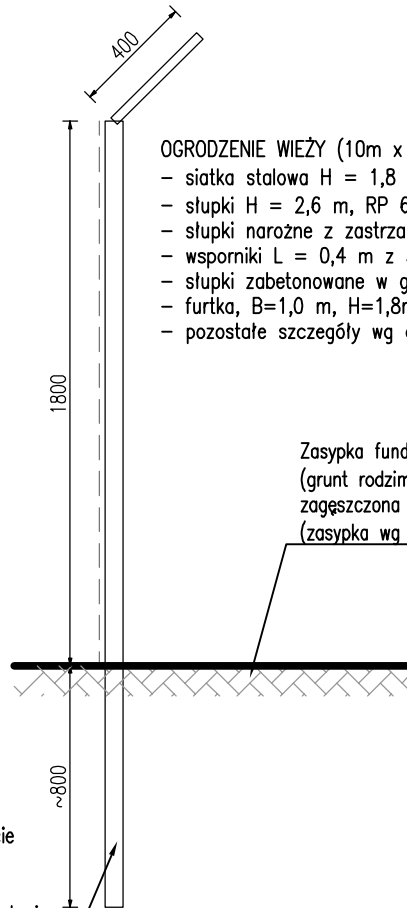 400
OGRODZENIE WIEŻY (10m x
– siatka stalowa H = 1,8
– słupki H = 2,6 m, RP 6
– słupki narożne z zastrza
– wsporniki L = 0,4 m z
– słupki zabetonowane w g
– furtka, B=1,0 m, H=1,8m
– pozostałe szczegóły wg
1800
Zasypka fund
(grunt rodzim
zagęszczona
(zasypka wg
~800
ie